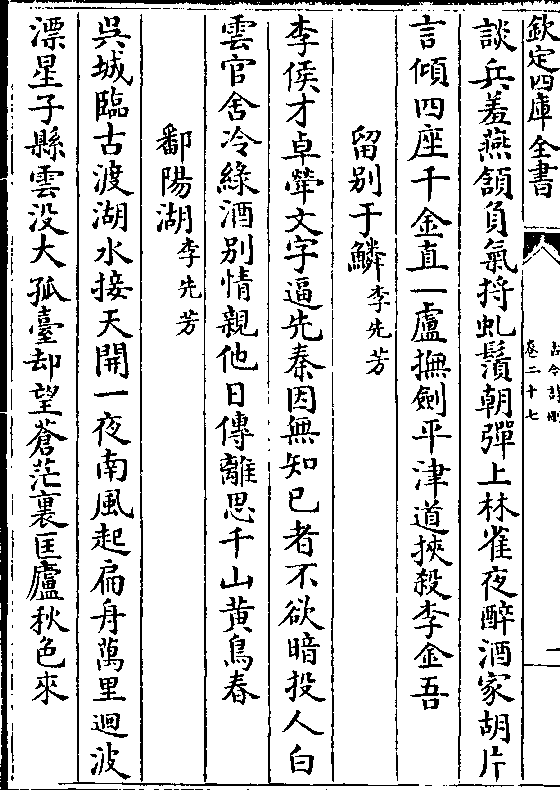 欽定四庫全書
卷二十七
談兵羞燕頷負氣捋虬鬚朝彈上林雀夜醉酒家胡片
言傾四座千金直一盧撫劍平津道挾殺李金吾
留别于鱗李先芳
李侯才卓犖文字逼先秦因無知已者不欲暗投人白
雲官舍冷緑酒别情親他日傳離思千山黄鳥春
鄱陽湖李先芳
吳城臨古渡湖水接天開一夜南風起扁舟萬里迴波
漂星子縣雲没大孤臺却望蒼茫裏匡廬秋色來